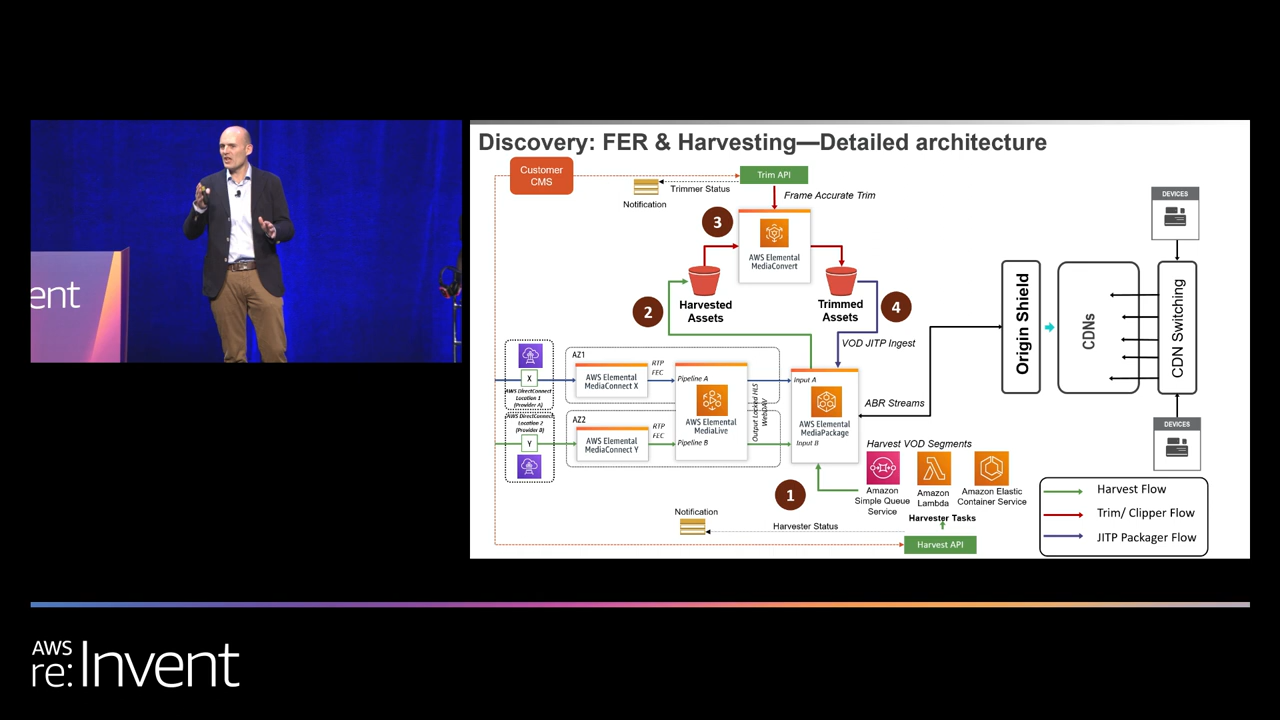 ent
Discovery: FER & Harvesting—Detailed architecture
Customer
CMS
Trim API
Trimmer Status
Notification
Frame Accurate Trim
3
AWS Elemental
MediaConvert
Harvested
Assets
Trimmed
Assets
2
4
VOD JITP Ingest
DEVICES
Origin Shield
CDNs
CDN Switching
DEVICES
AZ1
X
AWS DirectConnect
Location 1
(Provider A)
AWS Elemental
MediaConnect X
RTP
FEC
Pipeline A
Input A
AWS DirectConnect
Location 2
(Provider B)
AZ2
Y
AWS Elemental
MediaConnect Y
RTP
FEC
AWS Elemental
MediaLive
Pipeline B
Output Locked HLS
WebDAV
AWS Elemental
MediaPackage
Input B
ABR Streams
Harvest VOD Segments
1
Amazon
Simple Queue
Service
Amazon
Lambda
Amazon Elastic
Container Service
Harvester Tasks
Notification
Harvester Status
Harvest API
Harvest Flow
Trim/ Clipper Flow
JITP Packager Flow
AWS
re:Invent